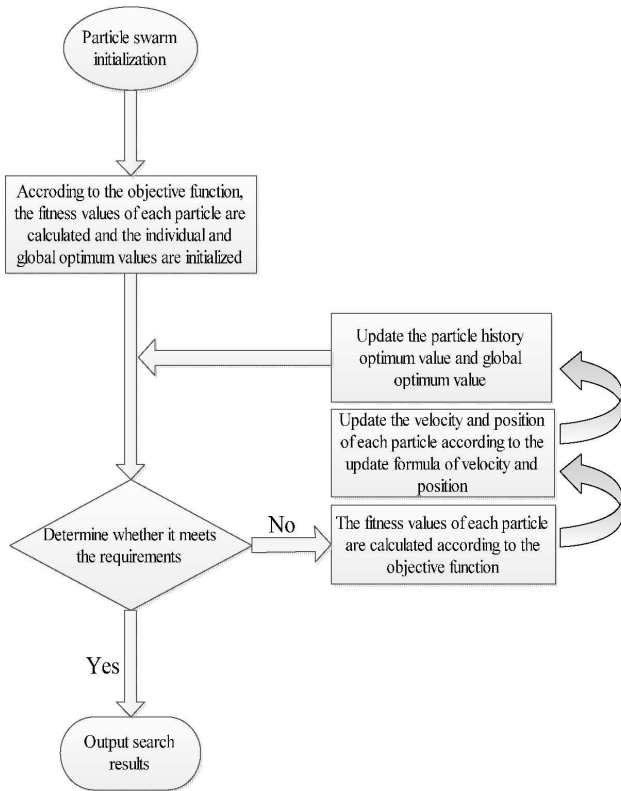 Particle swarm
initialization
Accroding to the objective function,
the fitness values of each particle are
calculated and the individual and
global optimum values are initialized
Update the particle history
optimum value and global
optimum value
Update the velocity and position
of each particle according to the
update formula of velocity and
position
Determine whether it meets
the requirements
No
The fitness values of each particle
are calculated according to the
objective function
Yes
Output search
results